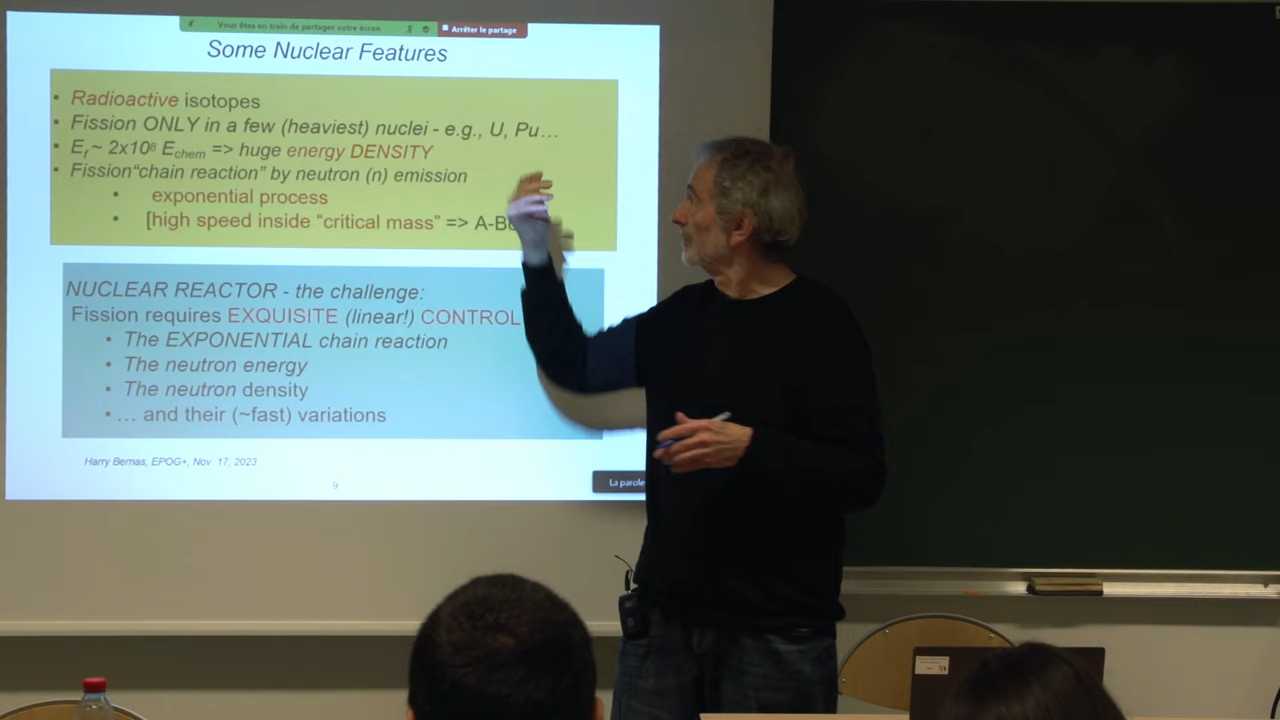 Vous êtes en train de partager votre écran
Arrêter le partage
Some Nuclear Features
• Radioactive isotopes
• Fission ONLY in a few (heaviest) nuclei - e.g., U, Pu…
• Ef ~ 2x10⁸ Echem => huge energy DENSITY
• Fission“chain reaction” by neutron (n) emission
• exponential process
• [high speed inside “critical mass” => A-B
NUCLEAR REACTOR - the challenge:
Fission requires EXQUISITE (linear!) CONTROL
• The EXPONENTIAL chain reaction
• The neutron energy
• The neutron density
• … and their (~fast) variations
Harry Bernas, EPOG+, Nov. 17, 2023
9
La parole